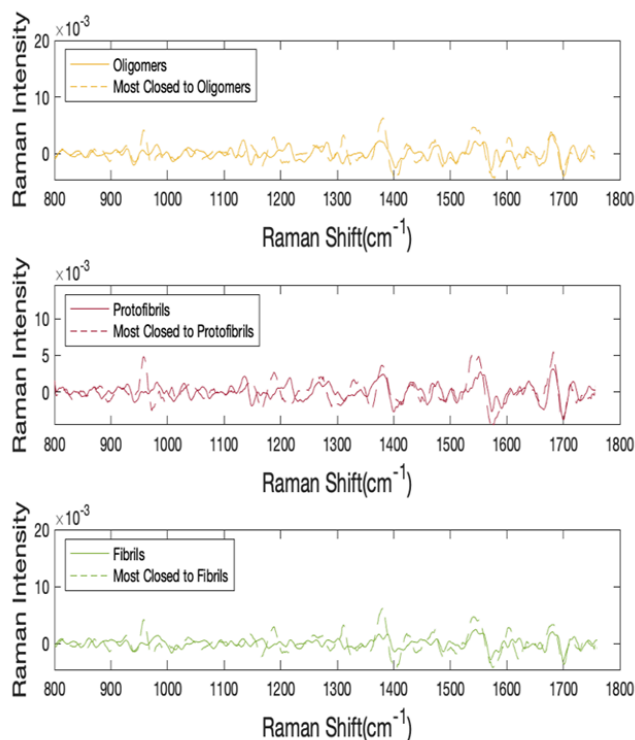 ×10⁻³
20
10
0
Raman Intensity
Oligomers
Most Closed to Oligomers
800 900 1000 1100 1200 1300 1400 1500 1600 1700 1800
Raman Shift(cm⁻¹)
×10⁻³
10
5
0
Raman Intensity
Protofibrils
Most Closed to Protofibrils
800 900 1000 1100 1200 1300 1400 1500 1600 1700 1800
Raman Shift(cm⁻¹)
×10⁻³
20
10
0
Raman Intensity
Fibrils
Most Closed to Fibrils
800 900 1000 1100 1200 1300 1400 1500 1600 1700 1800
Raman Shift(cm⁻¹)